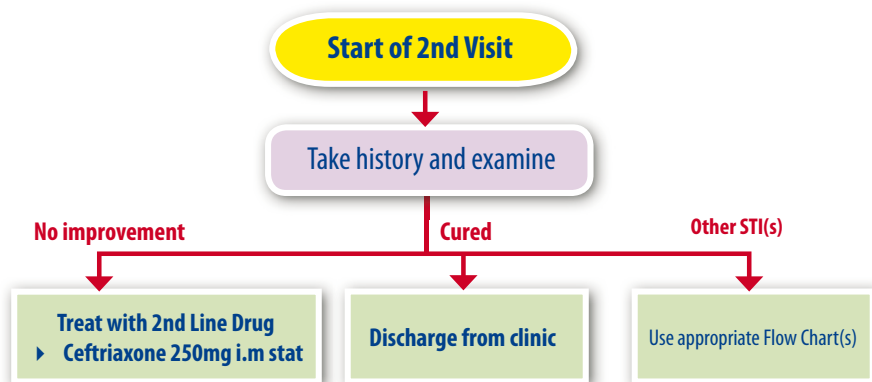 Start of 2nd Visit
Take history and examine
No improvement
Cured
Other STI(s)
Treat with 2nd Line Drug
▸ Ceftriaxone 250mg i.m stat
Discharge from clinic
Use appropriate Flow Chart(s)